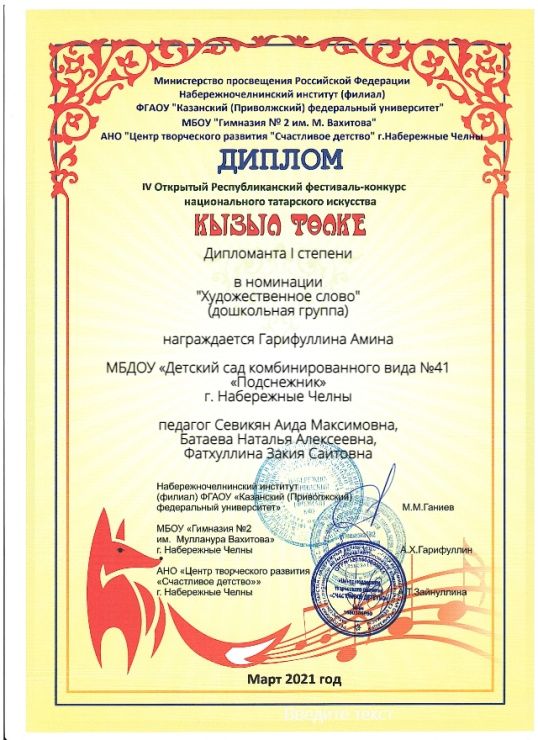 Министерство просвещения Российской Федерации
Набережночелнинский институт (филиал)
ФГАОУ "Казанский (Приволжский) федеральный университет"
МБОУ "Гимназия № 2 им. М. Вахитова"
АНО "Центр творческого развития "Счастливое детство" г.Набережные Челны
ДИПЛОМ
IV Открытый Республиканский фестиваль-конкурс
национального татарского искусства
КЫЗЫЛ ТӨЛКЕ
Дипломанта I степени
в номинации
"Художественное слово"
(дошкольная группа)
награждается Гарифуллина Амина
МБДОУ «Детский сад комбинированного вида №41
«Подснежник»
г. Набережные Челны
педагог Севикян Аида Максимовна,
Батаева Наталья Алексеевна,
Фатхуллина Закия Саитовна
Набережночелнинский институт
(филиал) ФГАОУ «Казанский (Приволжский)
федеральный университет»
М.М.Ганиев
МБОУ «Гимназия №2
им. Мулланура Вахитова»
г. Набережные Челны
А.Х.Гарифуллин
АНО «Центр творческого развития
«Счастливое детство»»
г. Набережные Челны
Т.Зайнуллина
«СЧАСТЛИВОЕ ДЕТСТВО»
Март 2021 год
Введите текст